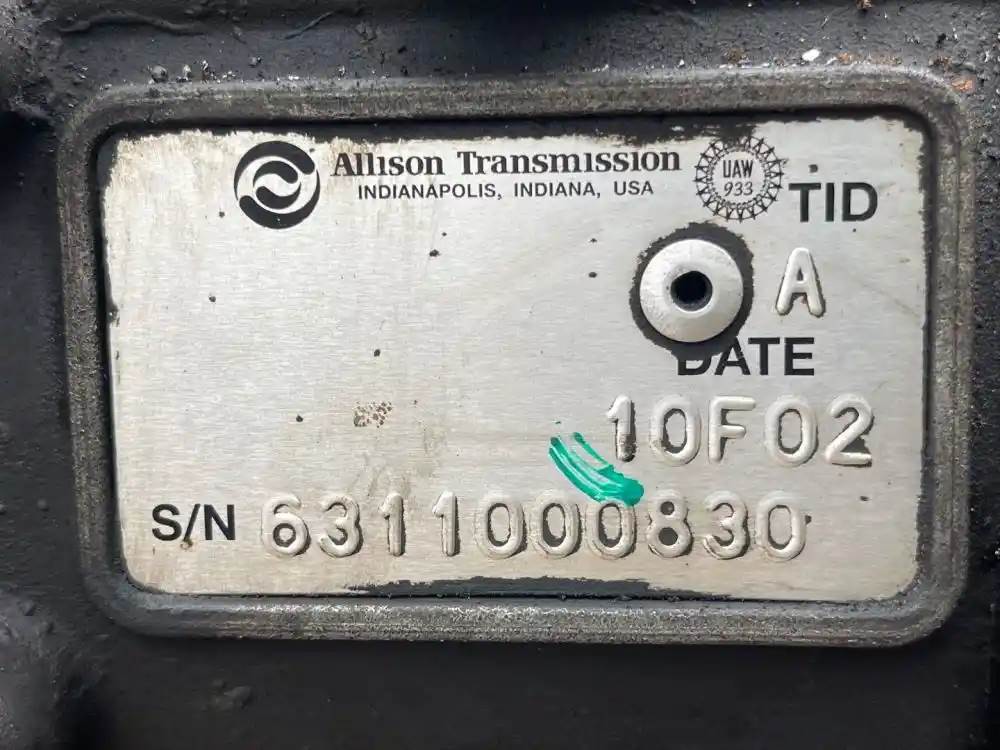 Allison Transmission
INDIANAPOLIS, INDIANA, USA
UAW
933
TID
A
DATE
10F02
S/N 6311000830